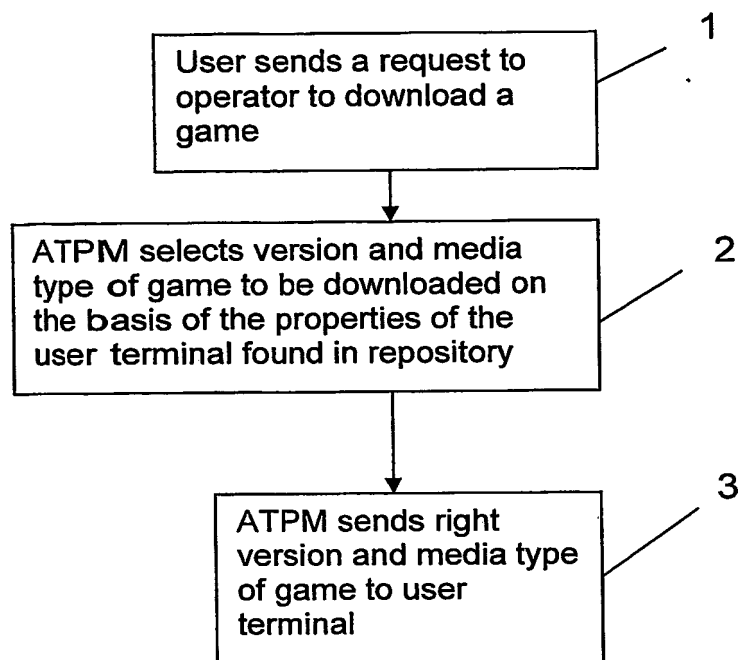 1
User sends a request to
operator to download a
game
2
ATPM selects version and media
type of game to be downloaded on
the basis of the properties of the
user terminal found in repository
3
ATPM sends right
version and media type
of game to user
terminal